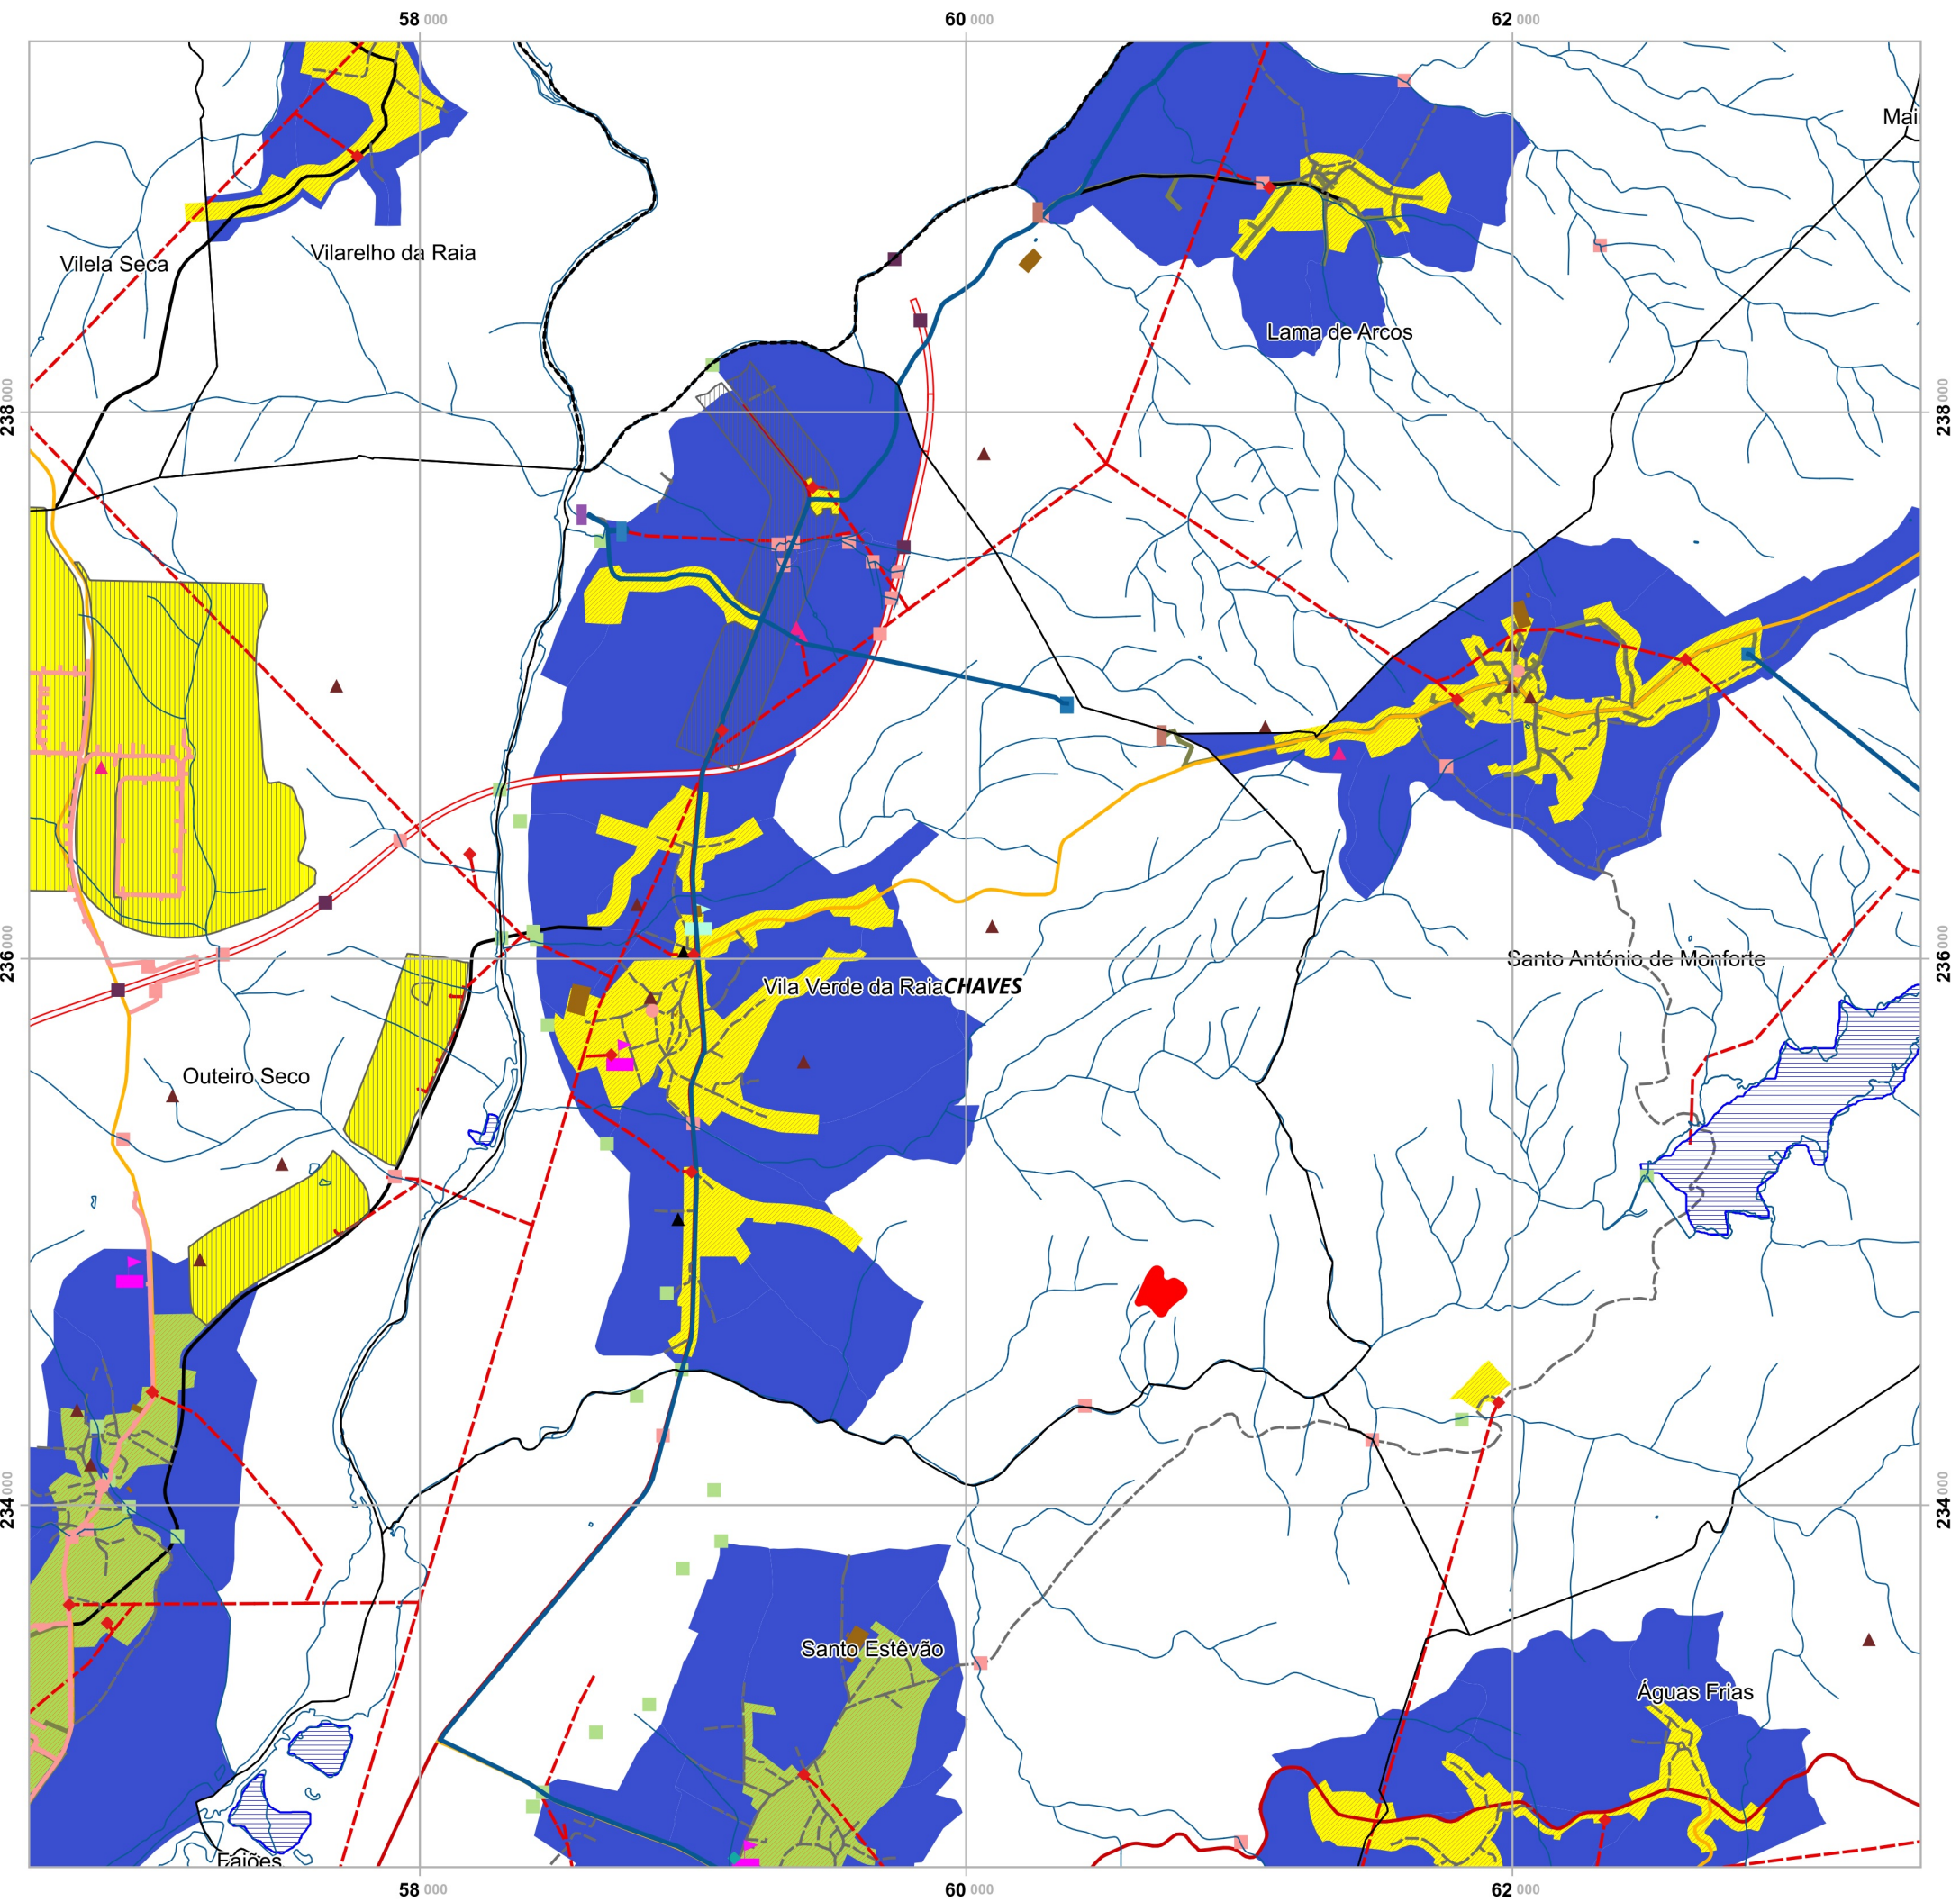 58 000 60 000 62 000
Mai
Vilarelho da Raia
Vilela Seca
Lama de Arcos
238 000 238 000
236 000 236 000
Santo António de Monforte
Vila Verde da Raia CHAVES
Outeiro Seco
234 000 234 000
Santo Estêvão
Águas Frias
Faiões
58 000 60 000 62 000